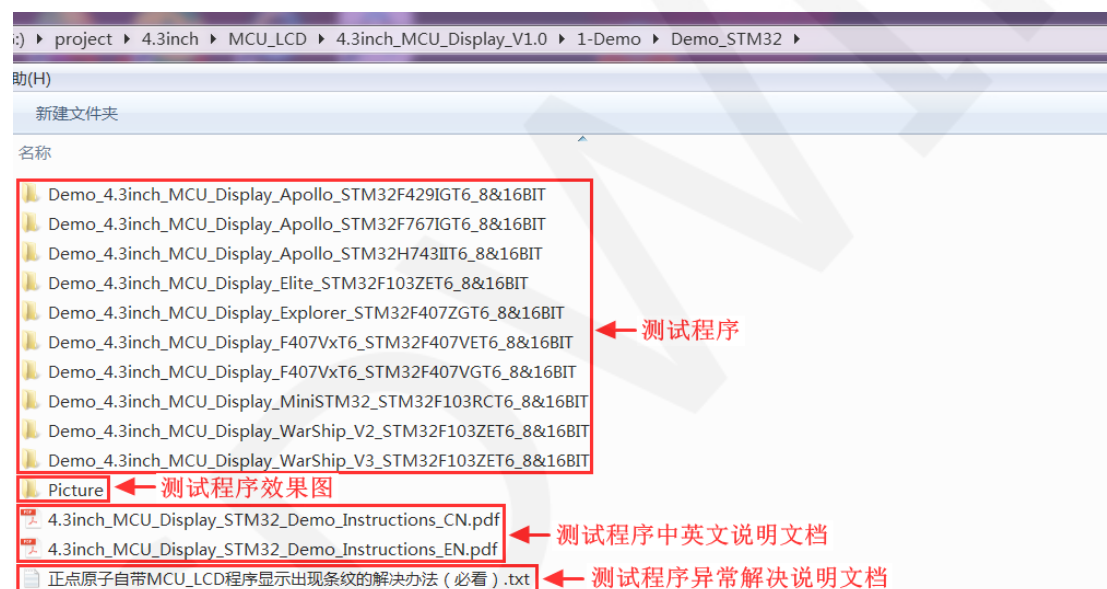 :) ▸ project ▸ 4.3inch ▸ MCU_LCD ▸ 4.3inch_MCU_Display_V1.0 ▸ 1-Demo ▸ Demo_STM32 ▸
助(H)
新建文件夹
名称
Demo_4.3inch_MCU_Display_Apollo_STM32F429IGT6_8&16BIT
Demo_4.3inch_MCU_Display_Apollo_STM32F767IGT6_8&16BIT
Demo_4.3inch_MCU_Display_Apollo_STM32H743IIT6_8&16BIT
Demo_4.3inch_MCU_Display_Elite_STM32F103ZET6_8&16BIT
Demo_4.3inch_MCU_Display_Explorer_STM32F407ZGT6_8&16BIT
测试程序
Demo_4.3inch_MCU_Display_F407VxT6_STM32F407VET6_8&16BIT
Demo_4.3inch_MCU_Display_F407VxT6_STM32F407VGT6_8&16BIT
Demo_4.3inch_MCU_Display_MiniSTM32_STM32F103RCT6_8&16BIT
Demo_4.3inch_MCU_Display_WarShip_V2_STM32F103ZET6_8&16BIT
Demo_4.3inch_MCU_Display_WarShip_V3_STM32F103ZET6_8&16BIT
Picture 测试程序效果图
4.3inch_MCU_Display_STM32_Demo_Instructions_CN.pdf
测试程序中英文说明文档
4.3inch_MCU_Display_STM32_Demo_Instructions_EN.pdf
正点原子自带MCU_LCD程序显示出现条纹的解决办法（必看）.txt 测试程序异常解决说明文档